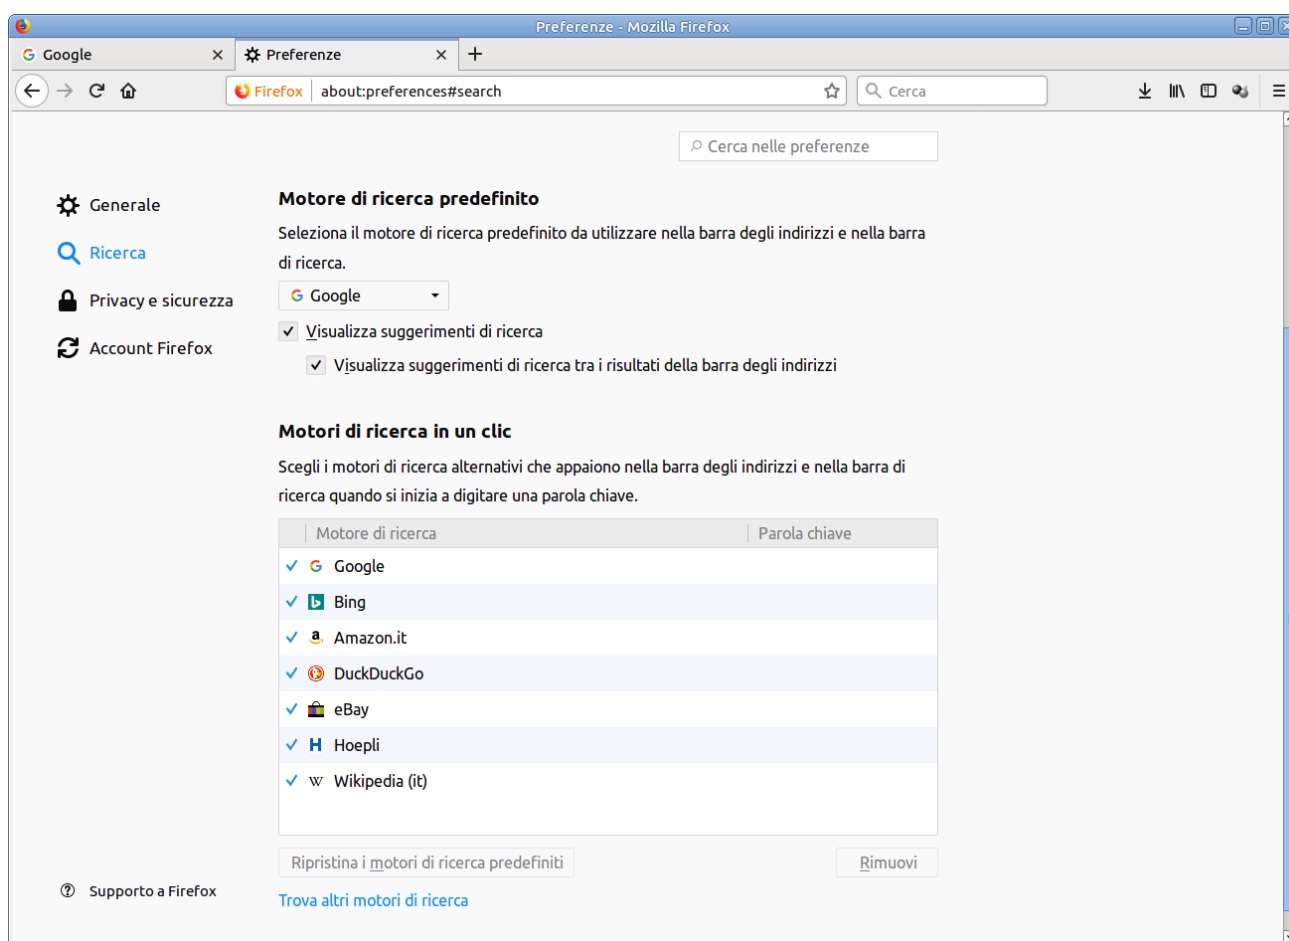 Preferenze - Mozilla Firefox
Google
Preferenze
Firefox about:preferences#search
Cerca
Cerca nelle preferenze
Generale
Ricerca
Privacy e sicurezza
Account Firefox
Motore di ricerca predefinito
Seleziona il motore di ricerca predefinito da utilizzare nella barra degli indirizzi e nella barra
di ricerca.
Google
Visualizza suggerimenti di ricerca
Visualizza suggerimenti di ricerca tra i risultati della barra degli indirizzi
Motori di ricerca in un clic
Scegli i motori di ricerca alternativi che appaiono nella barra degli indirizzi e nella barra di
ricerca quando si inizia a digitare una parola chiave.
Motore di ricerca Parola chiave
Google
Bing
Amazon.it
DuckDuckGo
eBay
Hoepli
Wikipedia (it)
Ripristina i motori di ricerca predefiniti Rimuovi
Trova altri motori di ricerca
Supporto a Firefox